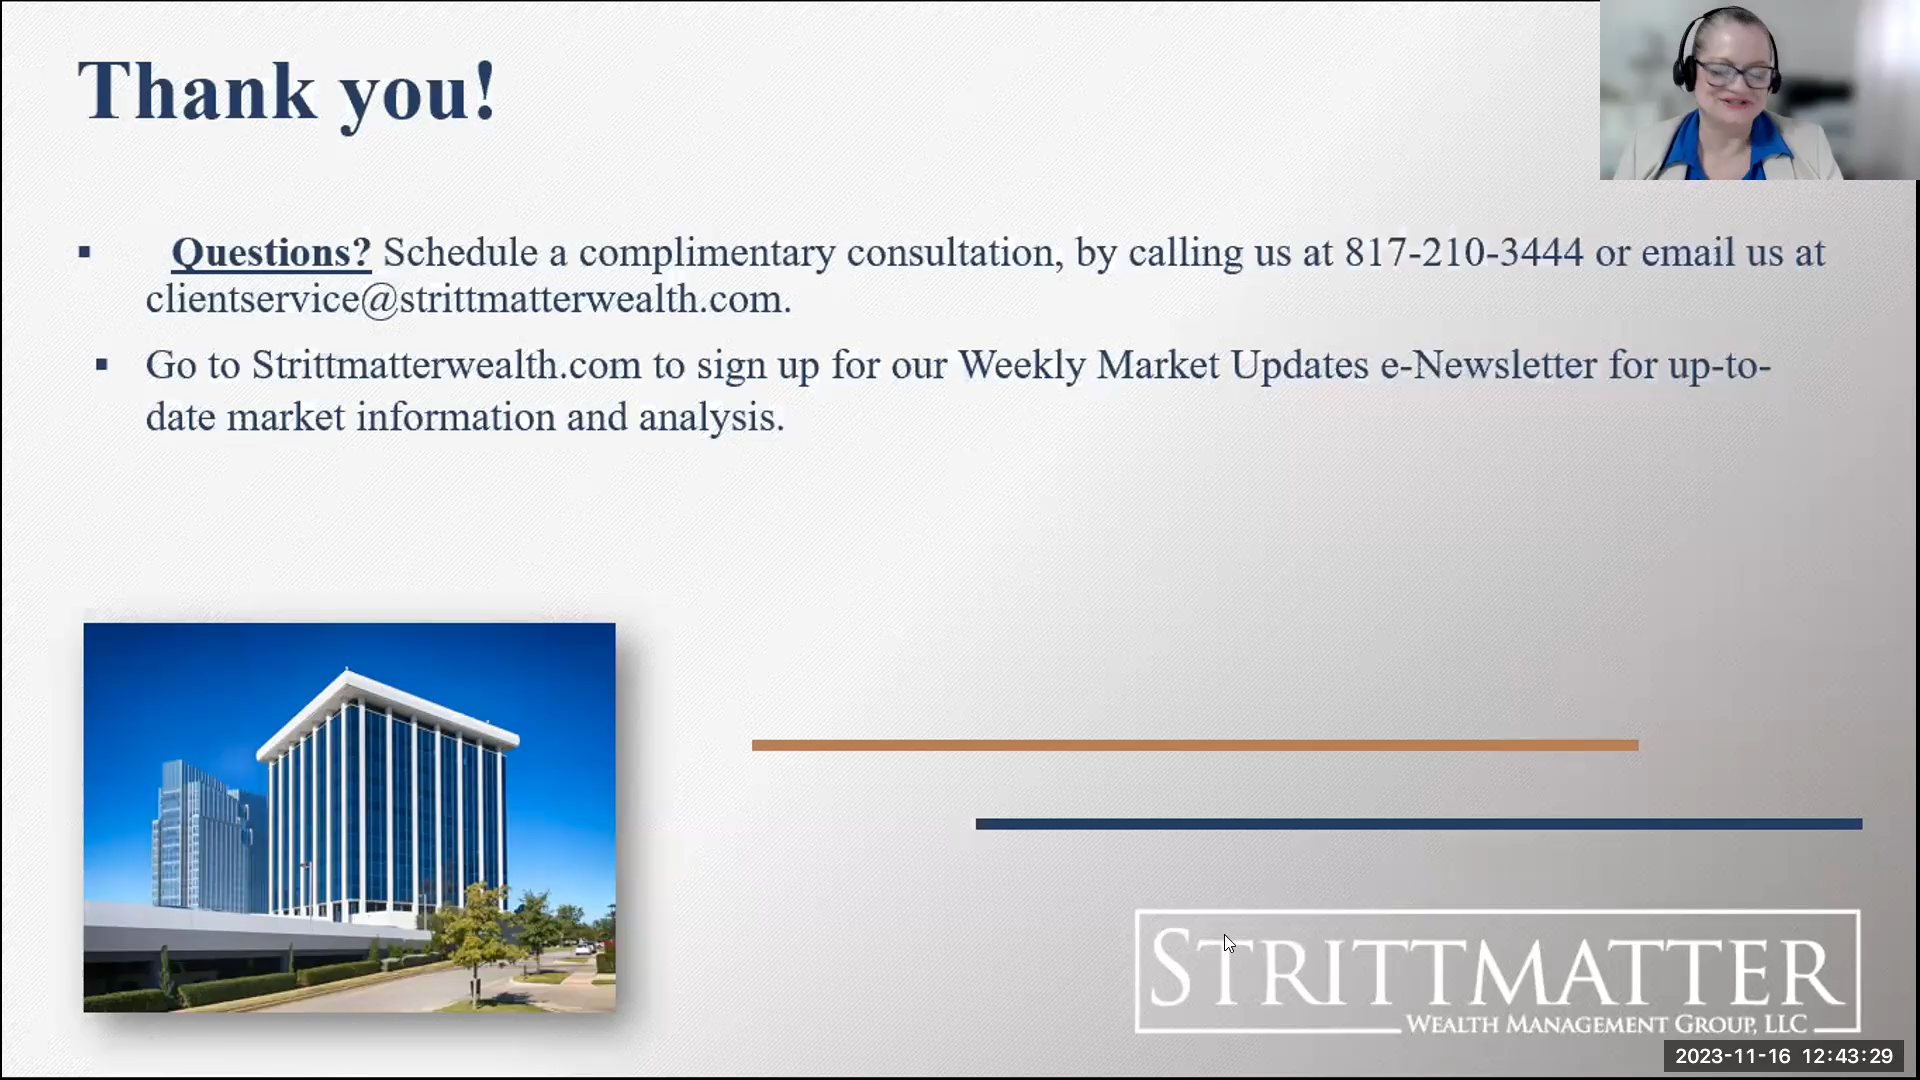 Thank you!
▪ Questions? Schedule a complimentary consultation, by calling us at 817-210-3444 or email us at
clientservice@strittmatterwealth.com.
▪ Go to Strittmatterwealth.com to sign up for our Weekly Market Updates e-Newsletter for up-to-
date market information and analysis.
STRITTMATTER
WEALTH MANAGEMENT GROUP, LLC
2023-11-16 12:43:29